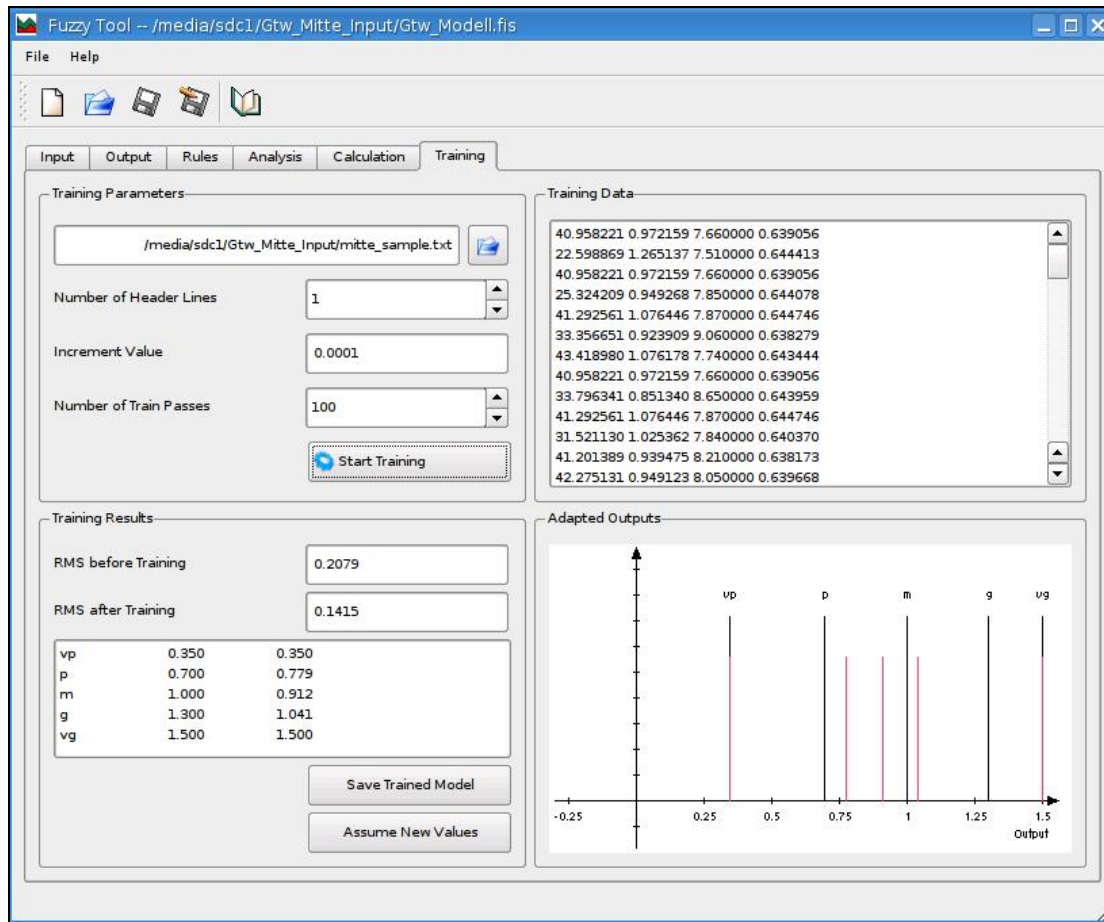 Fuzzy Tool -- /media/sdc1/Gtw_Mitte_Input/Gtw_Modell.fis
File Help
Input Output Rules Analysis Calculation Training
Training Parameters
/media/sdc1/Gtw_Mitte_Input/mitte_sample.txt
Number of Header Lines 1
Increment Value 0.0001
Number of Train Passes 100
Start Training
Training Data
40.958221 0.972159 7.660000 0.639056
22.598869 1.265137 7.510000 0.644413
40.958221 0.972159 7.660000 0.639056
25.324209 0.949268 7.850000 0.644078
41.292561 1.076446 7.870000 0.644746
33.356651 0.923909 9.060000 0.638279
43.418980 1.076178 7.740000 0.643444
40.958221 0.972159 7.660000 0.639056
33.796341 0.851340 8.650000 0.643959
41.292561 1.076446 7.870000 0.644746
31.521130 1.025362 7.840000 0.640370
41.201389 0.939475 8.210000 0.638173
42.275131 0.949123 8.050000 0.639668
Training Results
RMS before Training 0.2079
RMS after Training 0.1415
vp 0.350 0.350
p 0.700 0.779
m 1.000 0.912
g 1.300 1.041
vg 1.500 1.500
Save Trained Model
Assume New Values
Adapted Outputs
vp p m g vg
-0.25 0.25 0.5 0.75 1 1.25 1.5
Output